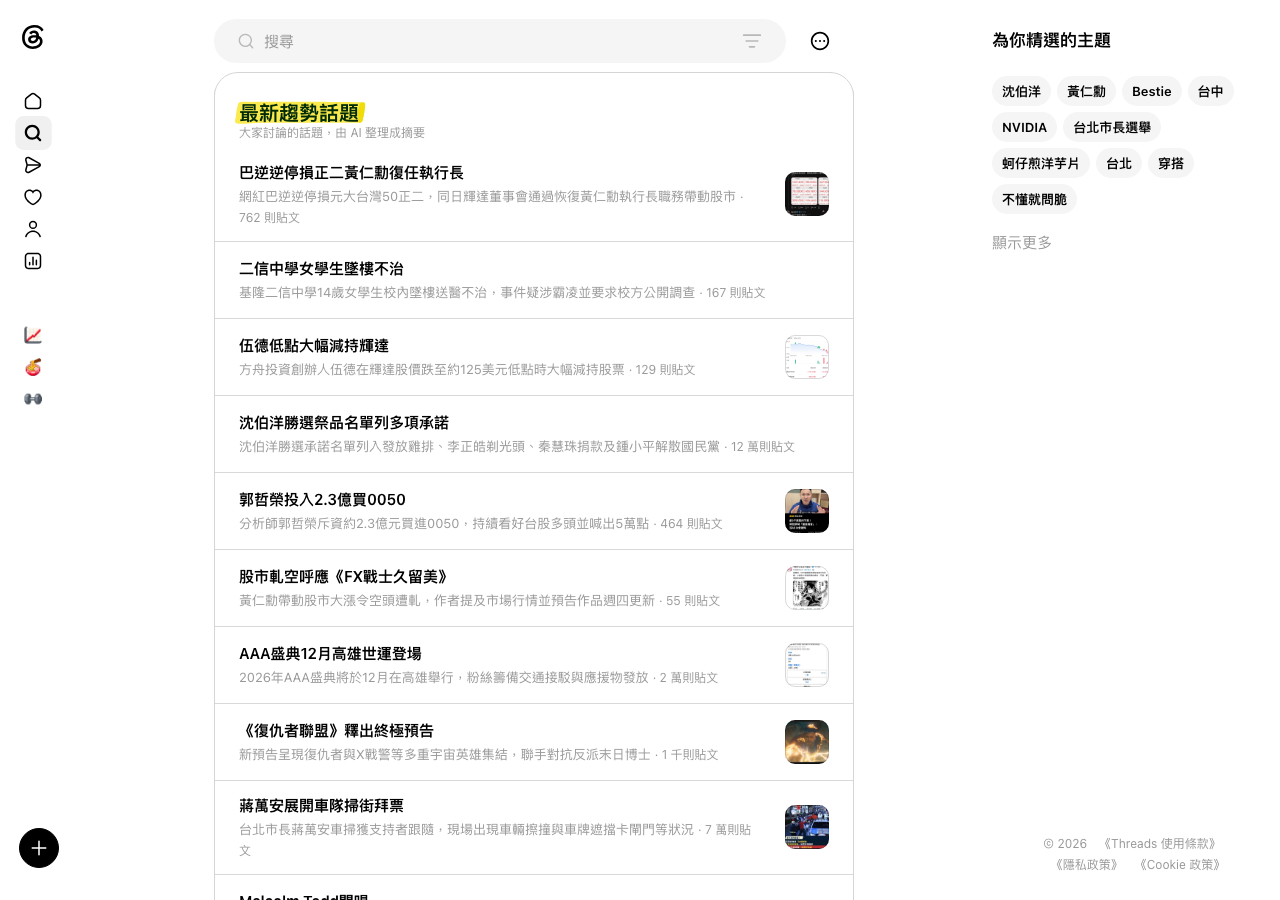 搜尋
最新趨勢話題
大家討論的話題，由 AI 整理成摘要
巴逆逆停損正二黃仁勳復任執行長
網紅巴逆逆停損元大台灣50正二，同日輝達董事會通過恢復黃仁勳執行長職務帶動股市 ·
762 則貼文
二信中學女學生墜樓不治
基隆二信中學14歲女學生校內墜樓送醫不治，事件疑涉霸凌並要求校方公開調查 · 167 則貼文
伍德低點大幅減持輝達
方舟投資創辦人伍德在輝達股價跌至約125美元低點時大幅減持股票 · 129 則貼文
沈伯洋勝選祭品名單列多項承諾
沈伯洋勝選承諾名單列入發放雞排、李正皓剃光頭、秦慧珠捐款及鍾小平解散國民黨 · 12 萬則貼文
郭哲榮投入2.3億買0050
分析師郭哲榮斥資約2.3億元買進0050，持續看好台股多頭並喊出5萬點 · 464 則貼文
股市軋空呼應《FX戰士久留美》
黃仁勳帶動股市大漲令空頭遭軋，作者提及市場行情並預告作品週四更新 · 55 則貼文
AAA盛典12月高雄世運登場
2026年AAA盛典將於12月在高雄舉行，粉絲籌備交通接駁與應援物發放 · 2 萬則貼文
《復仇者聯盟》釋出終極預告
新預告呈現復仇者與X戰警等多重宇宙英雄集結，聯手對抗反派末日博士 · 1 千則貼文
蔣萬安展開車隊掃街拜票
台北市長蔣萬安車掃獲支持者跟隨，現場出現車輛擦撞與車牌遮擋卡閘門等狀況 · 7 萬則貼
文
為你精選的主題
沈伯洋 黃仁勳 Bestie 台中
NVIDIA 台北市長選舉
蚵仔煎洋芋片 台北 穿搭
不懂就問脆
顯示更多
© 2026 《Threads 使用條款》
《隱私政策》 《Cookie 政策》